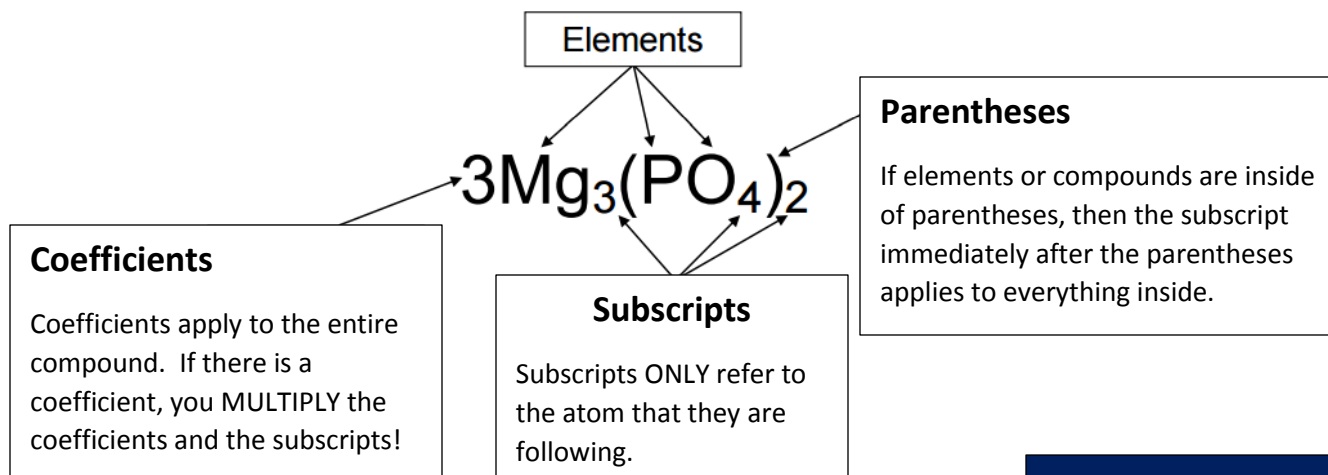 Elements
3Mg₃(PO₄)₂
Parentheses
If elements or compounds are inside
of parentheses, then the subscript
immediately after the parentheses
applies to everything inside.
Coefficients
Coefficients apply to the entire
compound.  If there is a
coefficient, you MULTIPLY the
coefficients and the subscripts!
Subscripts
Subscripts ONLY refer to
the atom that they are
following.